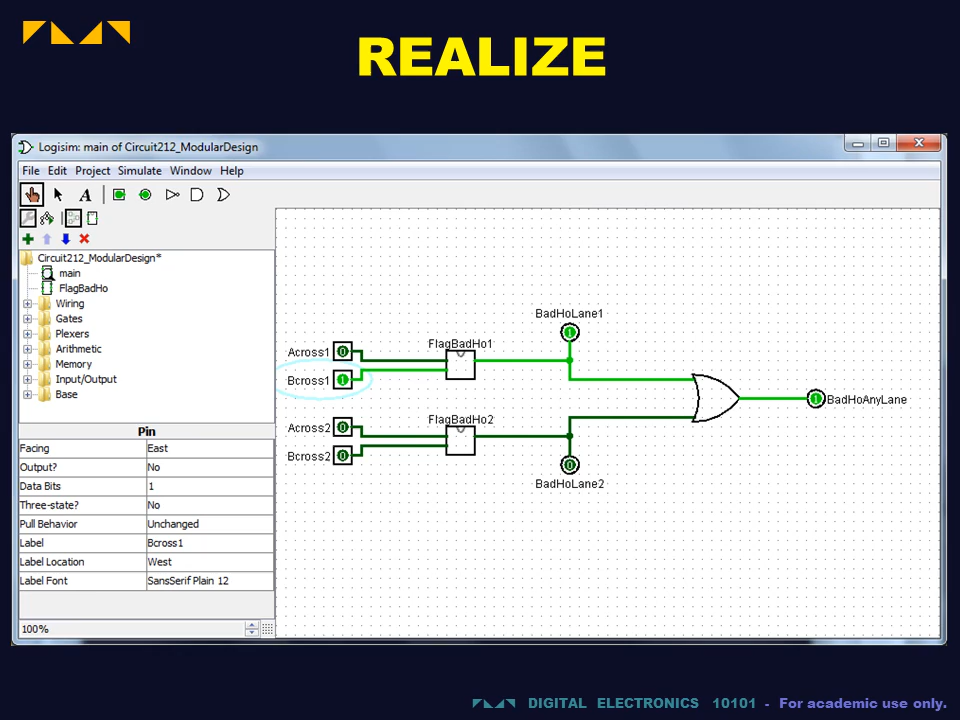 REALIZE
Logisim: main of Circuit212_ModularDesign
File Edit Project Simulate Window Help
A
Circuit212_ModularDesign*
main
FlagBadHo
Wiring
Gates
Plexers
Arithmetic
Memory
Input/Output
Base
Pin
Facing East
Output? No
Data Bits 1
Three-state? No
Pull Behavior Unchanged
Label Bcross1
Label Location West
Label Font SansSerif Plain 12
100%
BadHoLane1
1
FlagBadHo1
Across1 0
Bcross1 1
1 BadHoAnyLane
FlagBadHo2
Across2 0
Bcross2 0
0
BadHoLane2
DIGITAL ELECTRONICS 10101 - For academic use only.